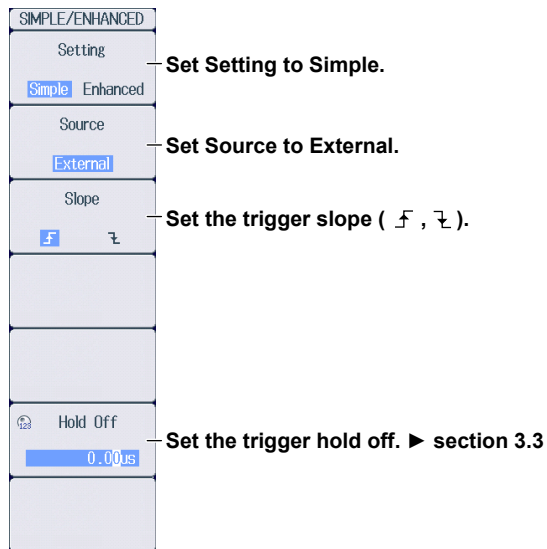 SIMPLE/ENHANCED
Setting
Simple Enhanced
Set Setting to Simple.
Source
External
Set Source to External.
Slope
Set the trigger slope ( , ).
123 Hold Off
0.00us
Set the trigger hold off. ► section 3.3